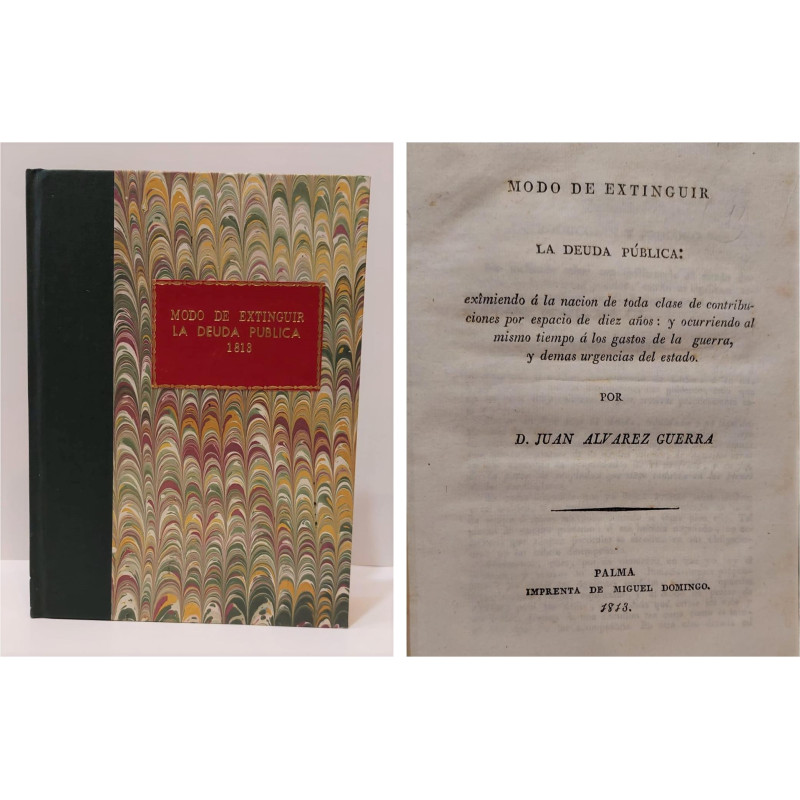 MODO DE EXTINGUIR
LA DEUDA PUBLICA
1813
MODO DE EXTINGUIR
LA DEUDA PÚBLICA:
eximiendo á la nacion de toda clase de contribu-
ciones por espacio de diez años: y ocurriendo al
mismo tiempo á los gastos de la guerra,
y demas urgencias del estado.
POR
D. JUAN ALVAREZ GUERRA
PALMA
IMPRENTA DE MIGUEL DOMINGO.
1813.